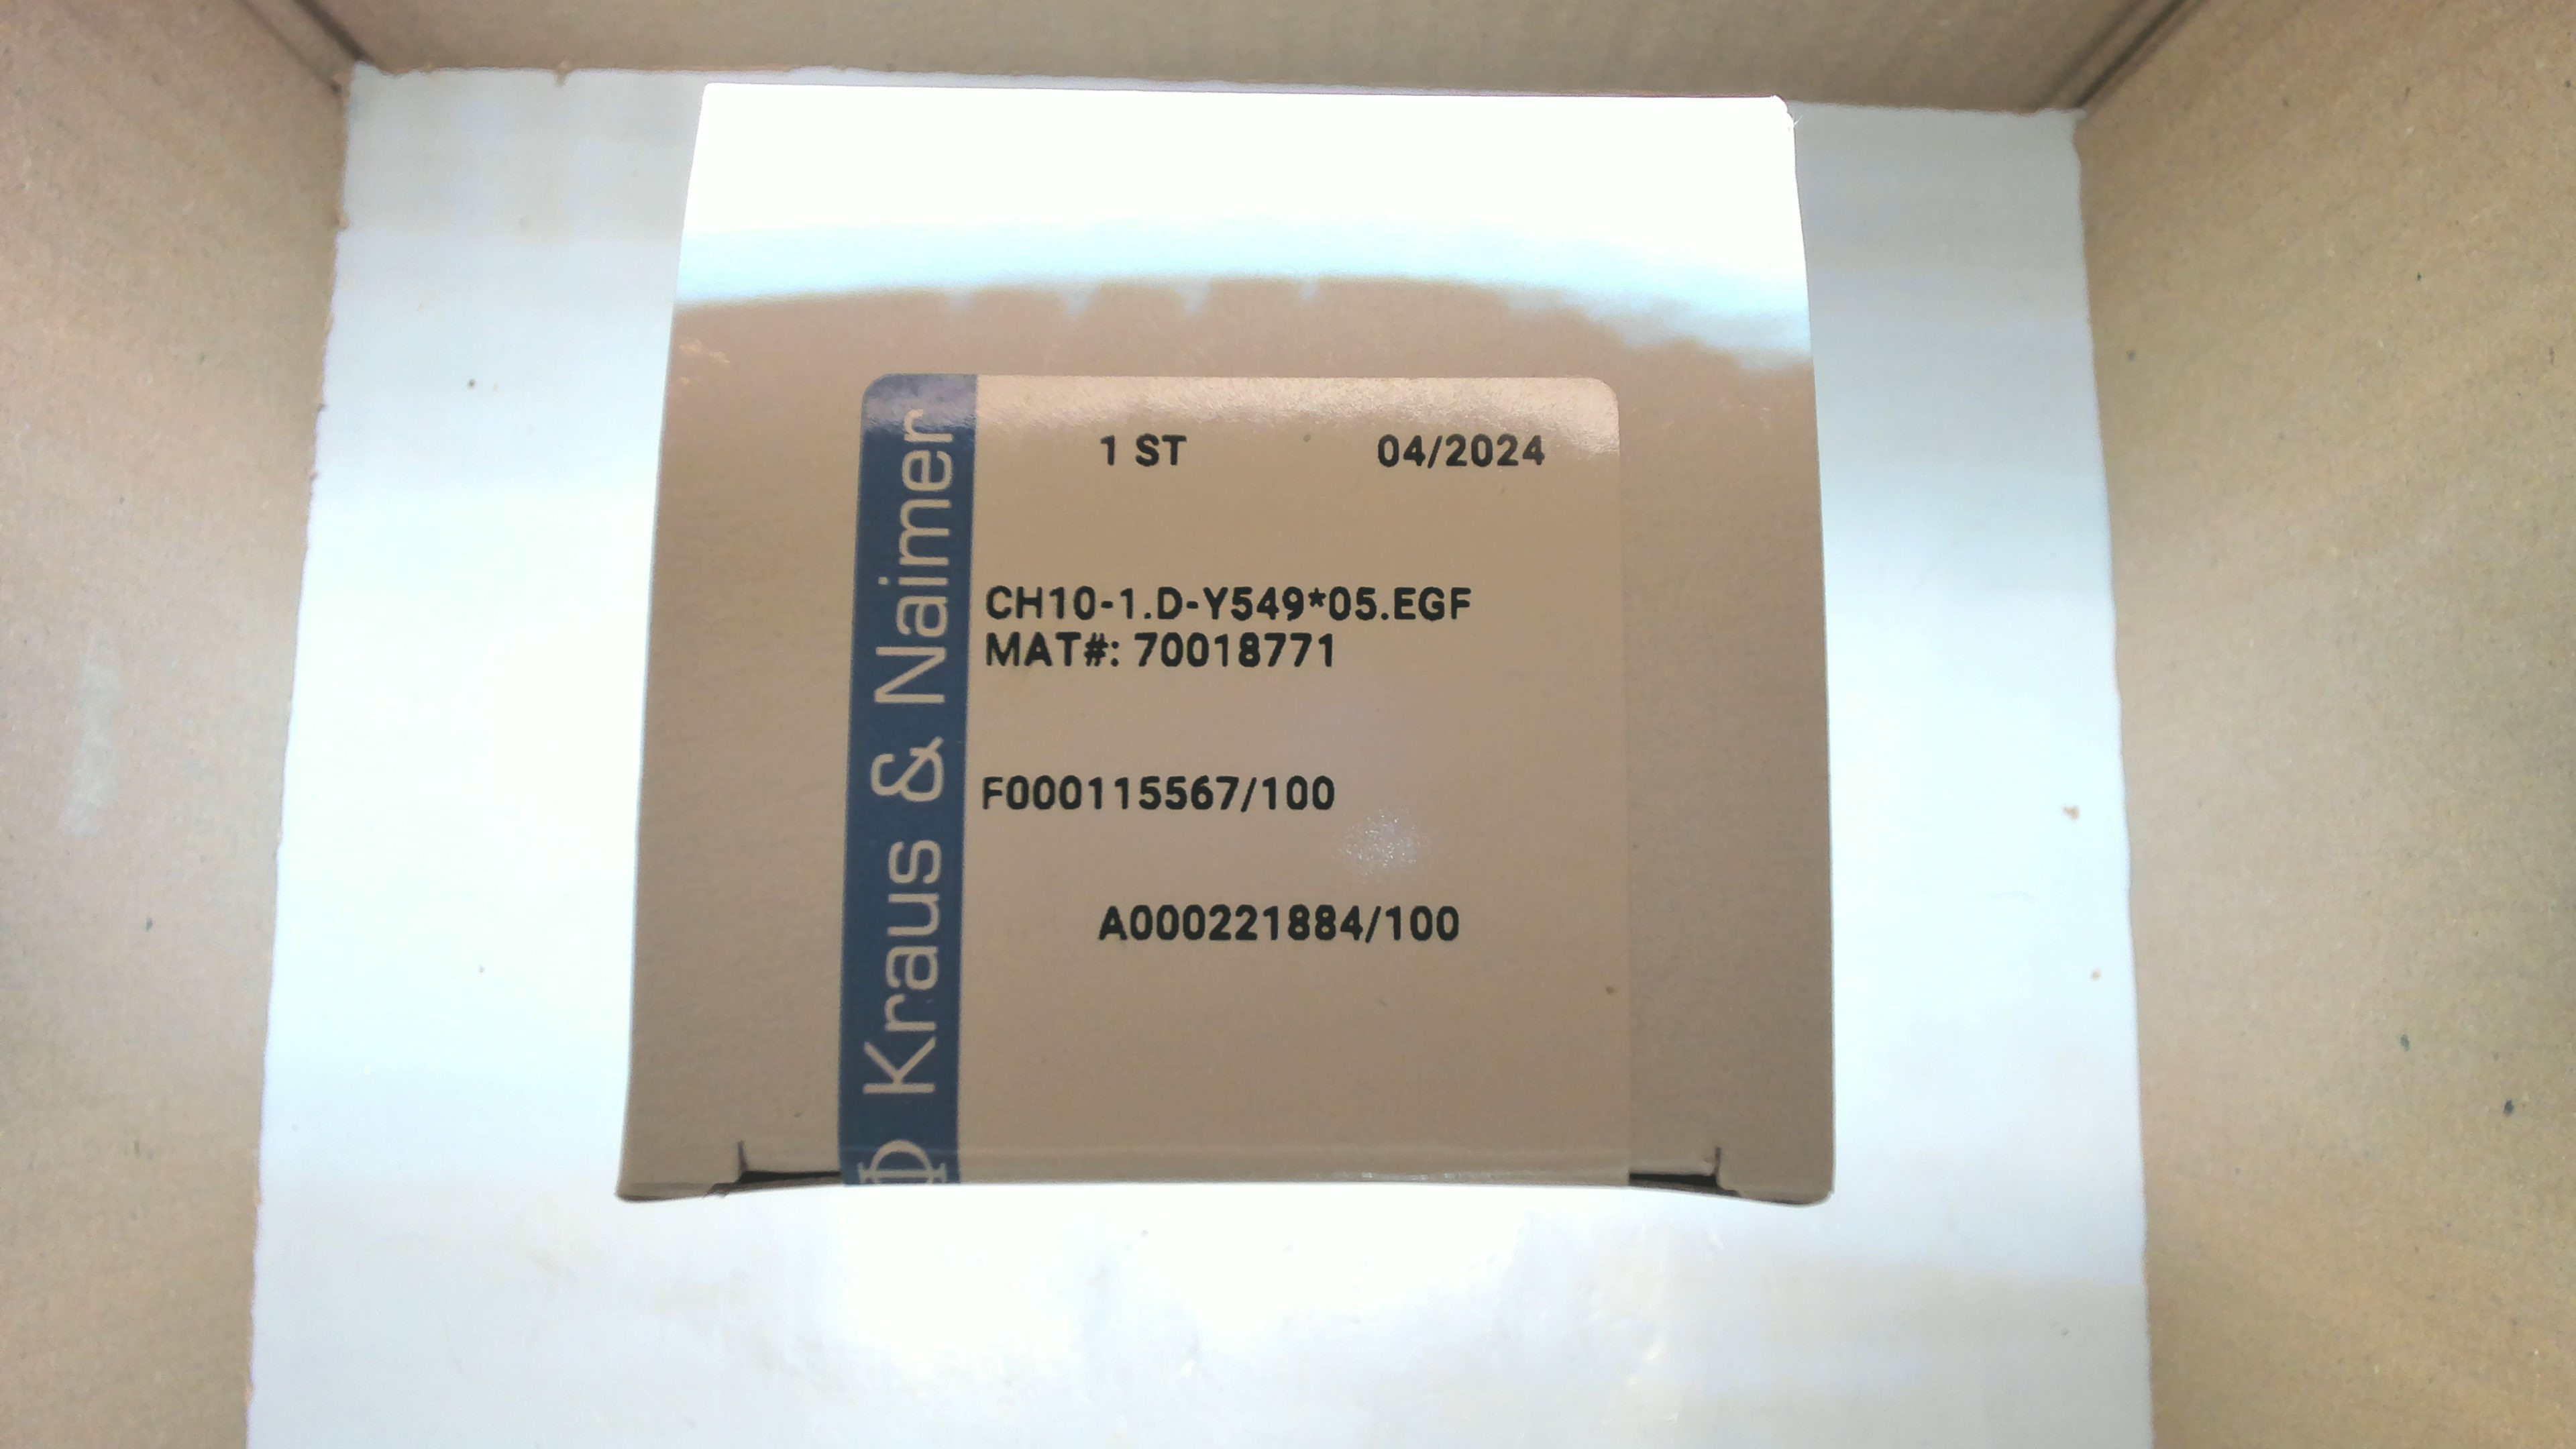 1 ST 04/2024
CH10-1.D-Y549*05.EGF
MAT#: 70018771
F000115567/100
A000221884/100
Kraus & Naimer